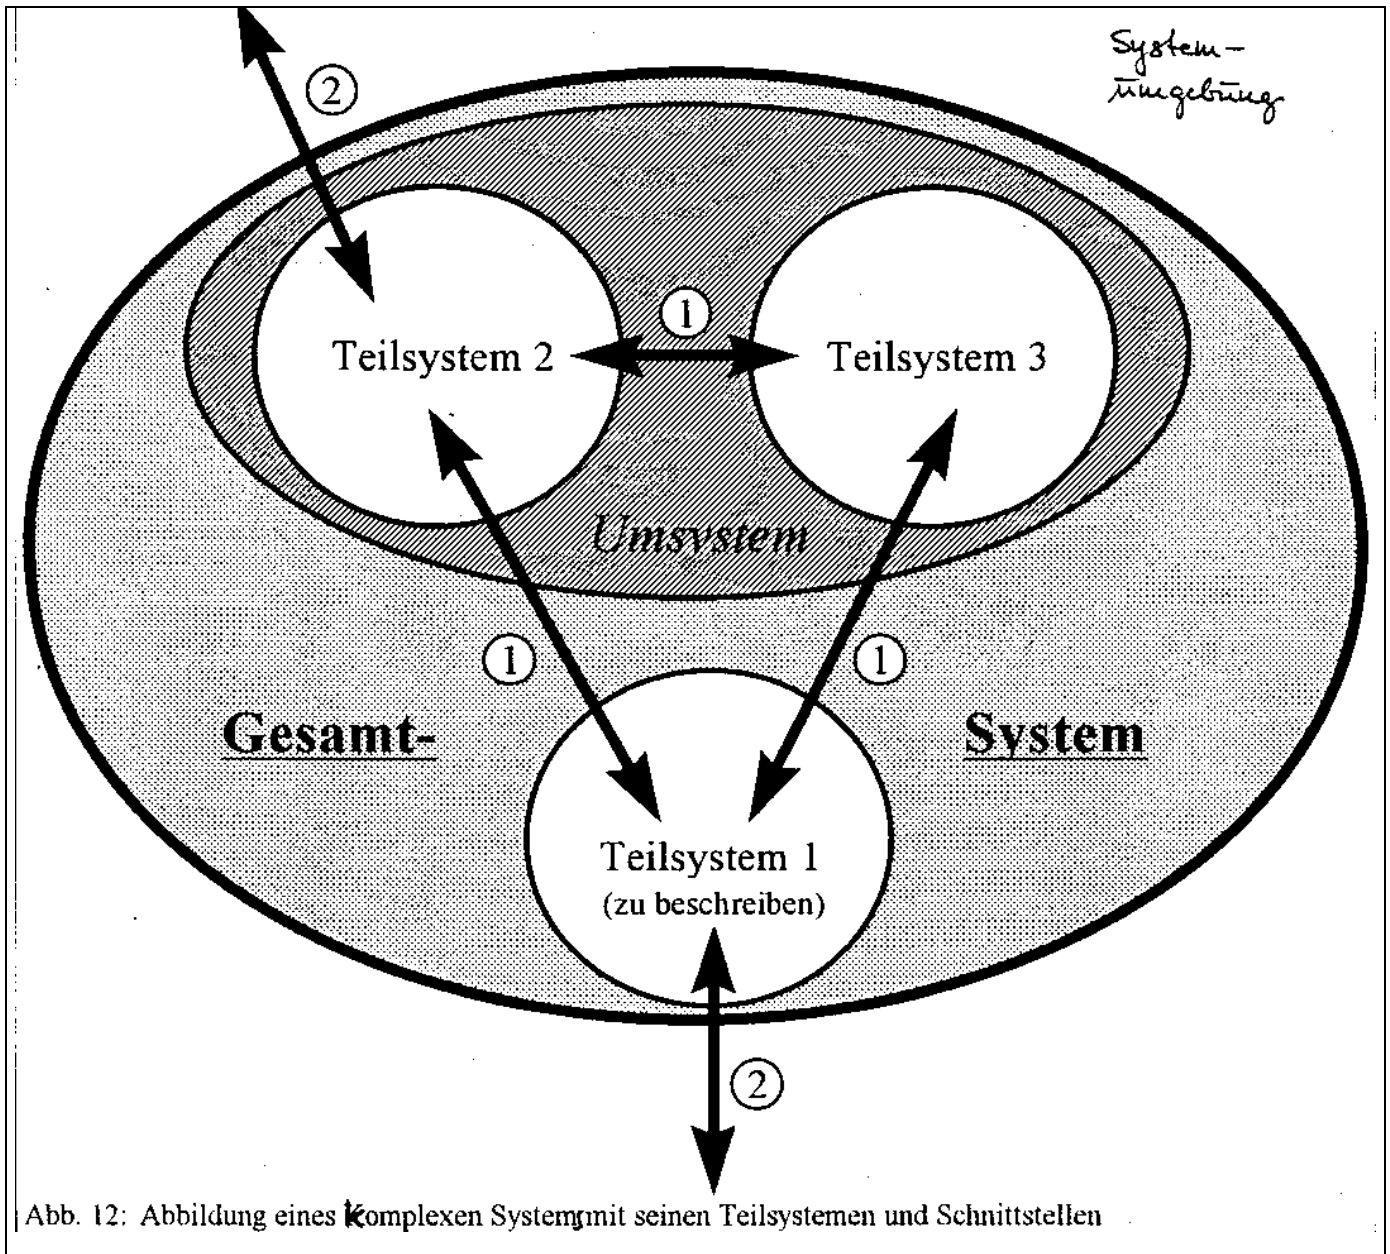 System-
umgebung
2
1
Teilsystem 2
Teilsystem 3
Umsystem
1
1
Gesamt-
System
Teilsystem 1
(zu beschreiben)
2
Abb. 12: Abbildung eines Komplexen Systems mit seinen Teilsystemen und Schnittstellen